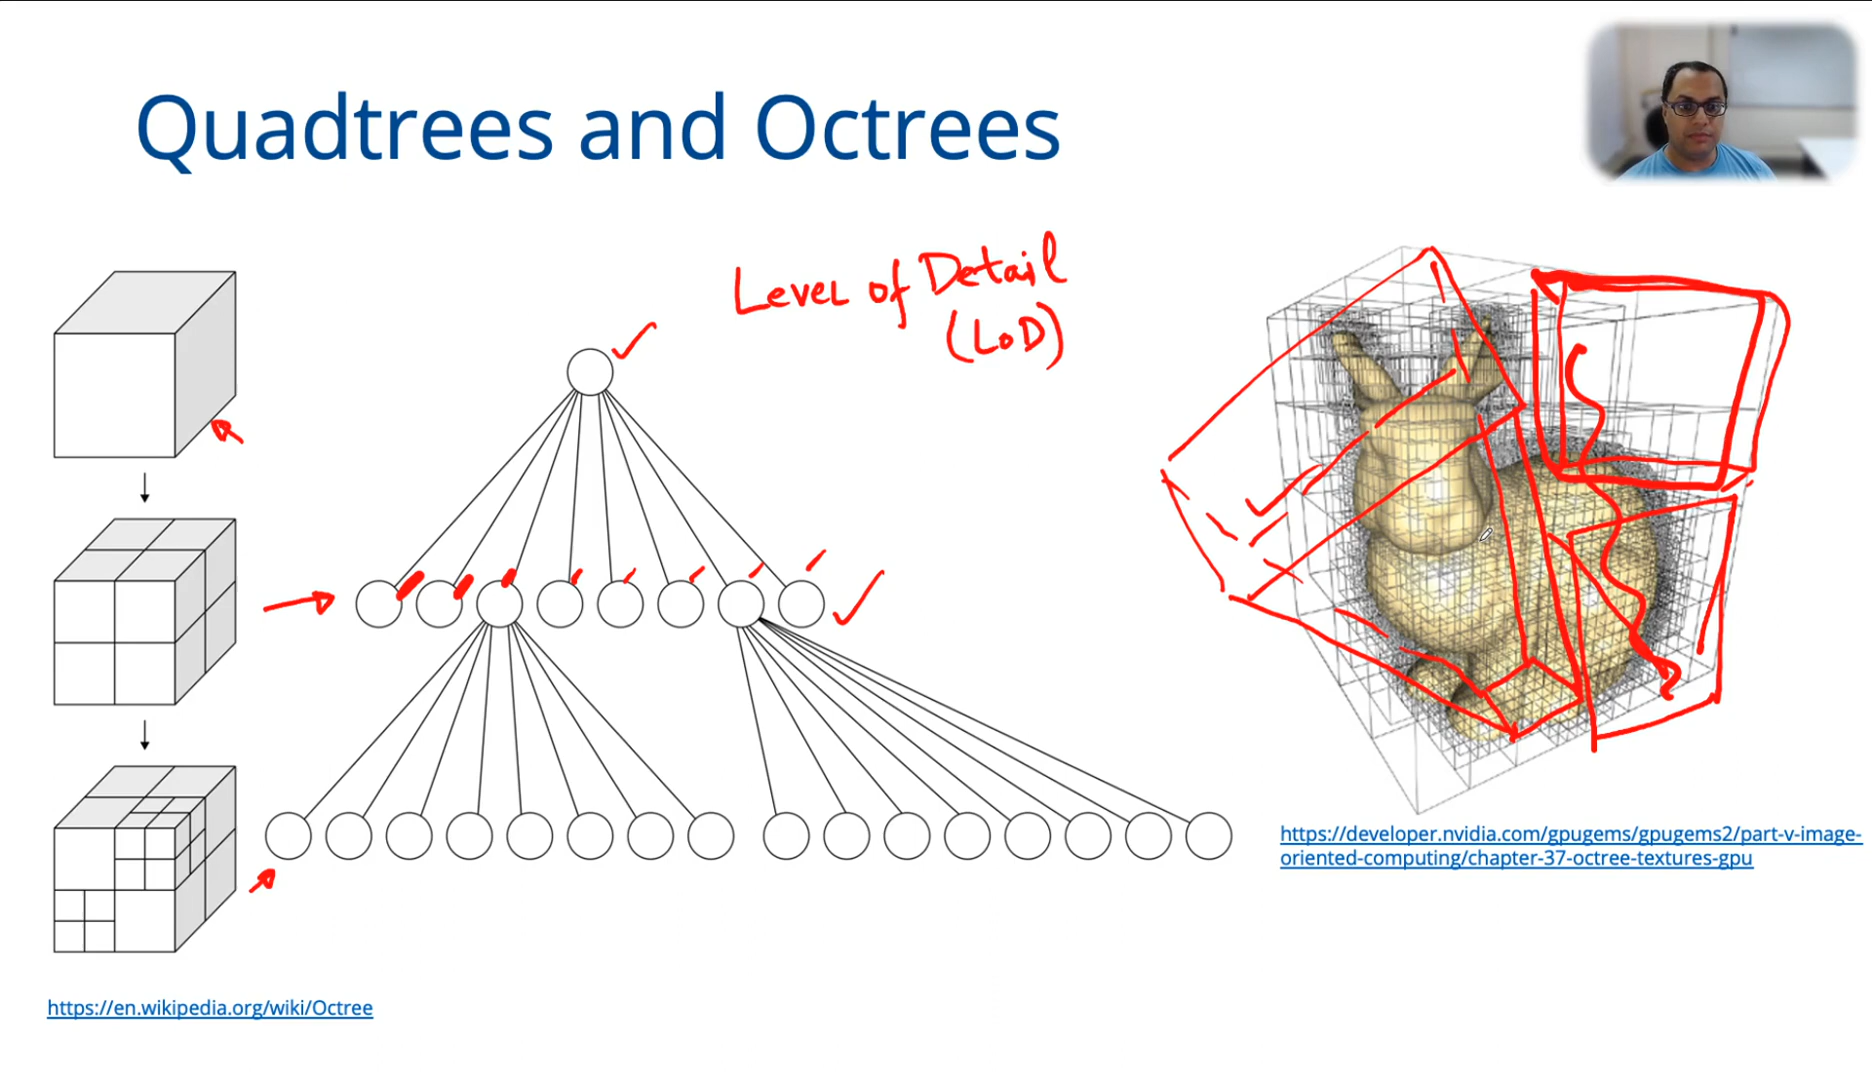 Quadtrees and Octrees
Level of Detail
(LoD)
https://developer.nvidia.com/gpugems/gpugems2/part-v-image-
oriented-computing/chapter-37-octree-textures-gpu
https://en.wikipedia.org/wiki/Octree